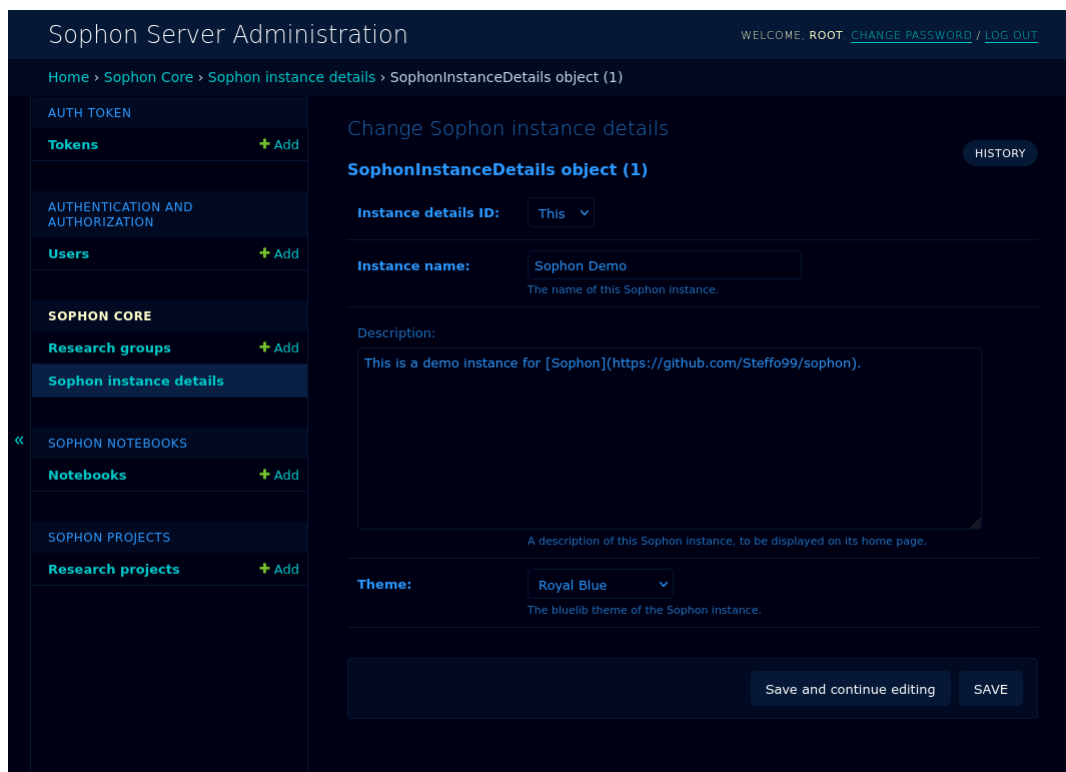 Sophon Server Administration
WELCOME, ROOT. CHANGE PASSWORD / LOG OUT
Home › Sophon Core › Sophon instance details › SophonInstanceDetails object (1)
AUTH TOKEN
Tokens
+ Add
AUTHENTICATION AND
AUTHORIZATION
Users
+ Add
SOPHON CORE
Research groups
+ Add
Sophon instance details
SOPHON NOTEBOOKS
Notebooks
+ Add
SOPHON PROJECTS
Research projects
+ Add
«
Change Sophon instance details
HISTORY
SophonInstanceDetails object (1)
Instance details ID:
This
Instance name:
Sophon Demo
The name of this Sophon instance.
Description:
This is a demo instance for [Sophon](https://github.com/Steffo99/sophon).
A description of this Sophon instance, to be displayed on its home page.
Theme:
Royal Blue
The bluelib theme of the Sophon instance.
Save and continue editing
SAVE